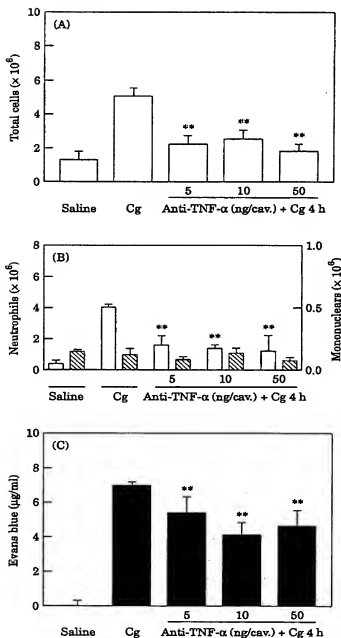 (A)
Total cells (× 10⁶)
8
6
4
2
0
**
**
**
5
10
50
Saline
Cg
Anti-TNF-α (ng/cav.) + Cg 4 h
(B)
Neutrophils (× 10⁶)
8
6
4
2
0
1.0
0.5
0.0
Mononuclears (× 10⁶)
**
**
**
5
10
50
Saline
Cg
Anti-TNF-α (ng/cav.) + Cg 4 h
(C)
Evans blue (μg/ml)
10
8
6
4
2
0
**
**
**
5
10
50
Saline
Cg
Anti-TNF-α (ng/cav.) + Cg 4 h